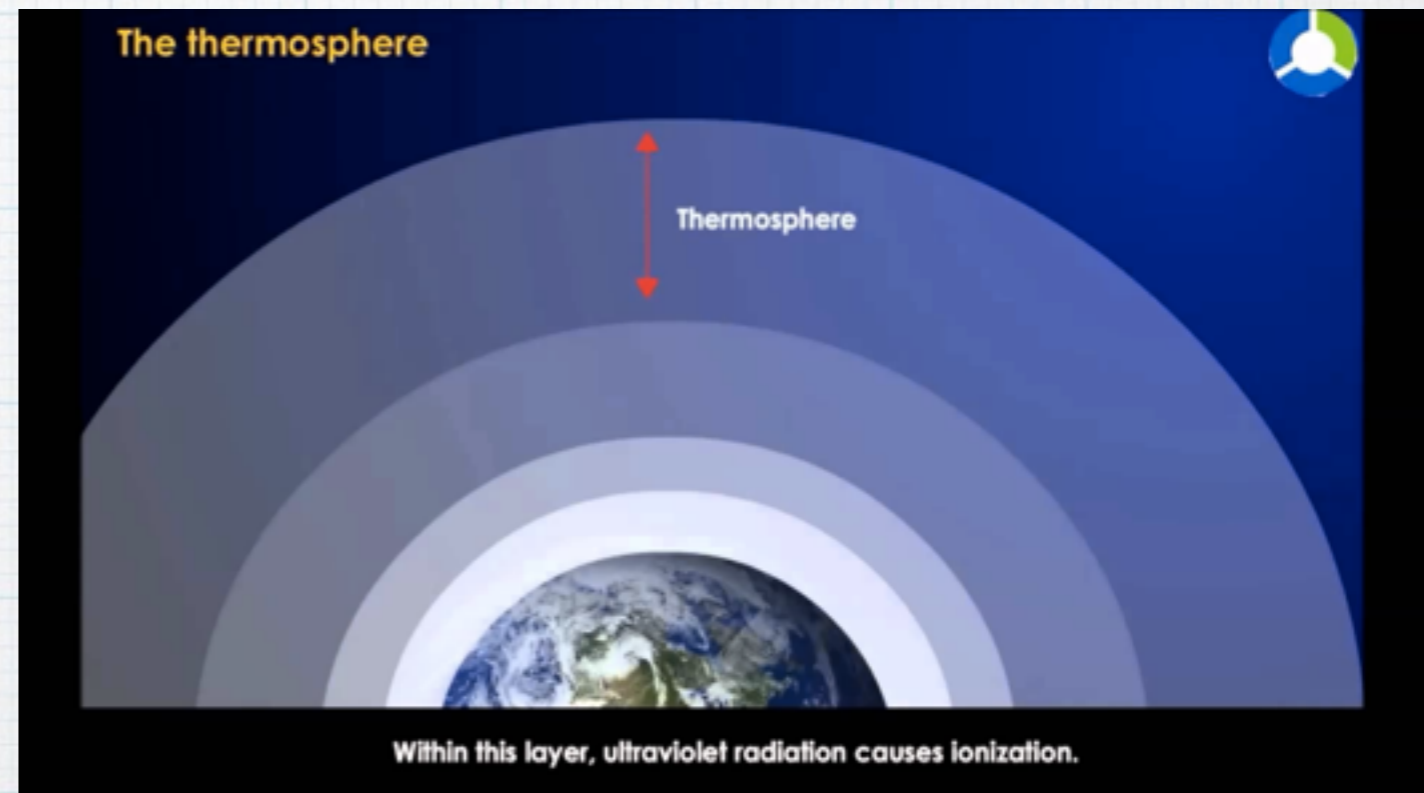 The thermosphere
Thermosphere
Within this layer, ultraviolet radiation causes ionization.